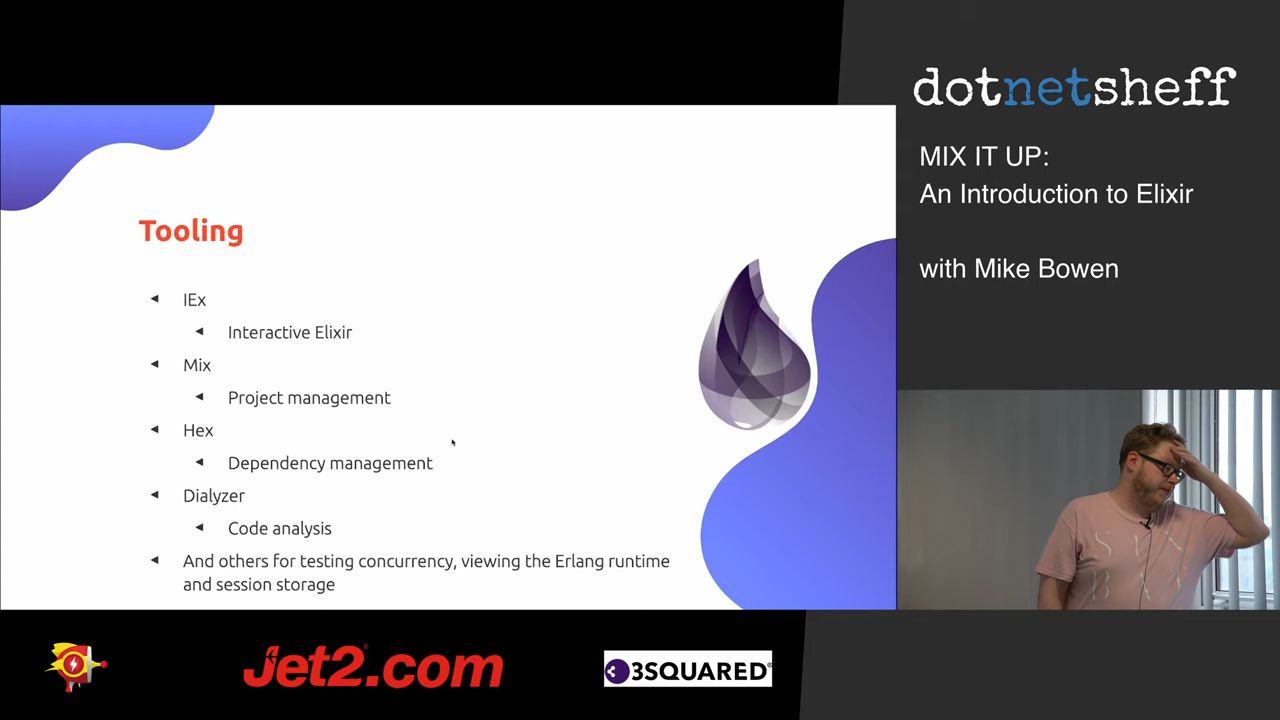 dotnetsheff
MIX IT UP:
An Introduction to Elixir
with Mike Bowen
Tooling
IEx
Interactive Elixir
Mix
Project management
Hex
Dependency management
Dialyzer
Code analysis
And others for testing concurrency, viewing the Erlang runtime
and session storage
Jet2.com
3SQUARED